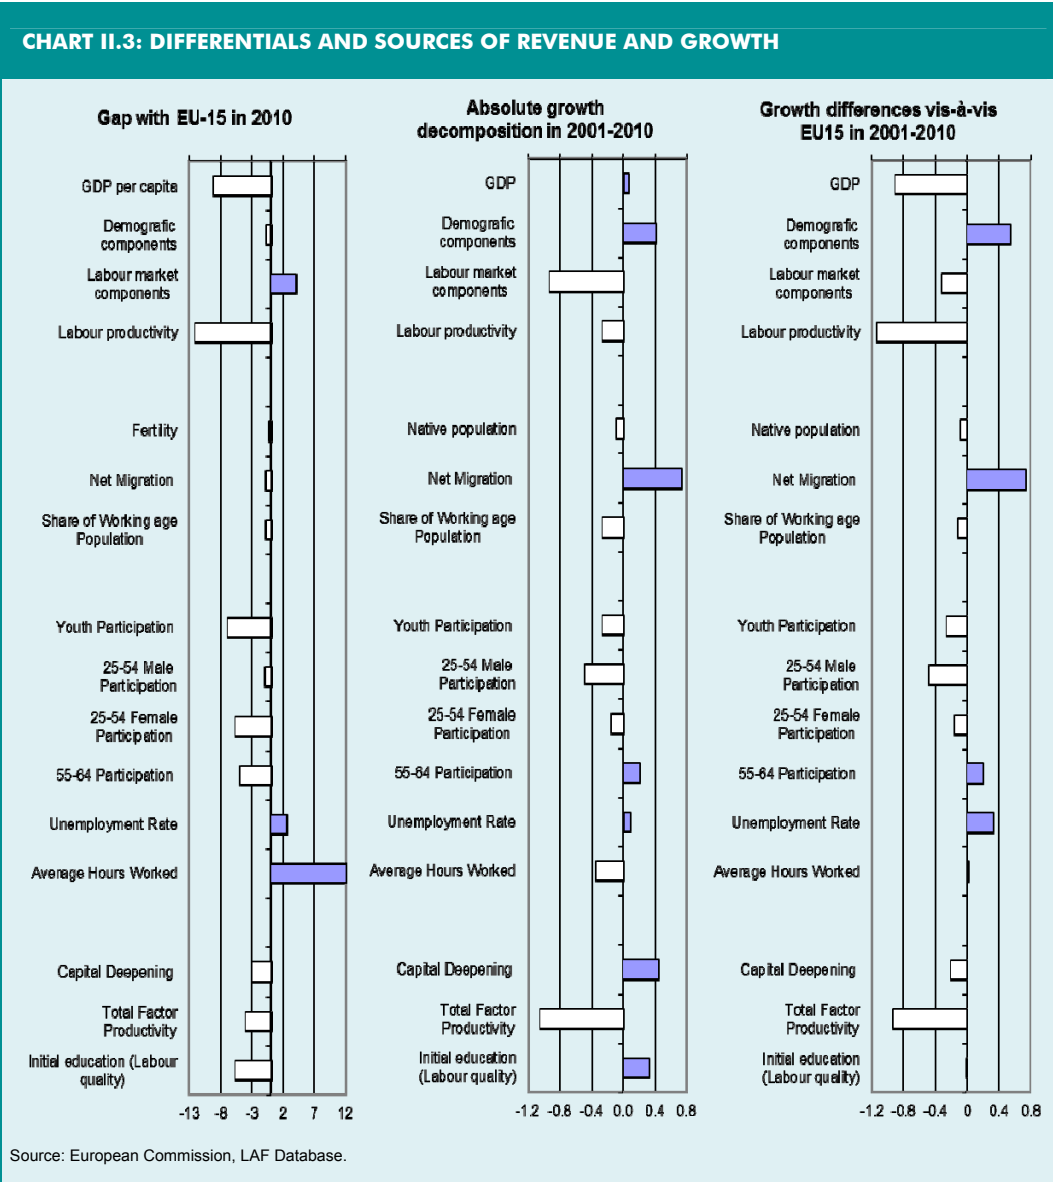 CHART II.3: DIFFERENTIALS AND SOURCES OF REVENUE AND GROWTH
Gap with EU-15 in 2010
GDP per capita
Demografic
components
Labour market
components
Labour productivity
Fertility
Net Migration
Share of Working age
Population
Youth Participation
25-54 Male
Participation
25-54 Female
Participation
55-64 Participation
Unemployment Rate
Average Hours Worked
Capital Deepening
Total Factor
Productivity
Initial education (Labour
quality)
-13 -8 -3 2 7 12
Absolute growth
decomposition in 2001-2010
GDP
Demografic
components
Labour market
components
Labour productivity
Native population
Net Migration
Share of Working age
Population
Youth Participation
25-54 Male
Participation
25-54 Female
Participation
55-64 Participation
Unemployment Rate
Average Hours Worked
Capital Deepening
Total Factor
Productivity
Initial education
(Labour quality)
-1.2 -0.8 -0.4 0.0 0.4 0.8
Growth differences vis-à-vis
EU15 in 2001-2010
GDP
Demografic
components
Labour market
components
Labour productivity
Native population
Net Migration
Share of Working age
Population
Youth Participation
25-54 Male
Participation
25-54 Female
Participation
55-64 Participation
Unemployment Rate
Average Hours Worked
Capital Deepening
Total Factor
Productivity
Initial education
(Labour quality)
-1.2 -0.8 -0.4 0 0.4 0.8
Source: European Commission, LAF Database.